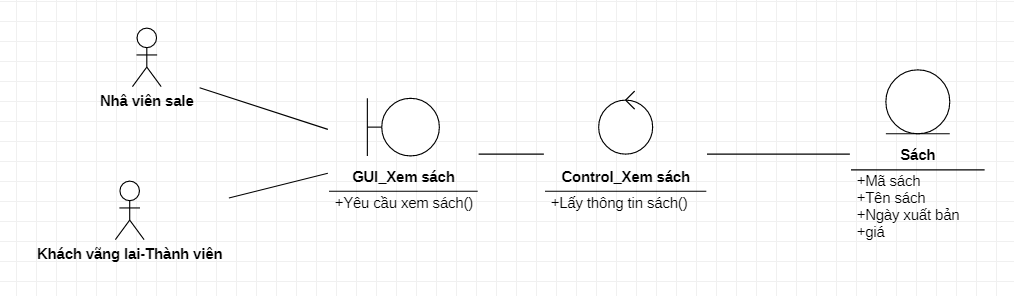 Nhâ viên sale
Khách vãng lai-Thành viên
GUI_Xem sách
+Yêu cầu xem sách()
Control_Xem sách
+Lấy thông tin sách()
Sách
+Mã sách
+Tên sách
+Ngày xuất bản
+giá